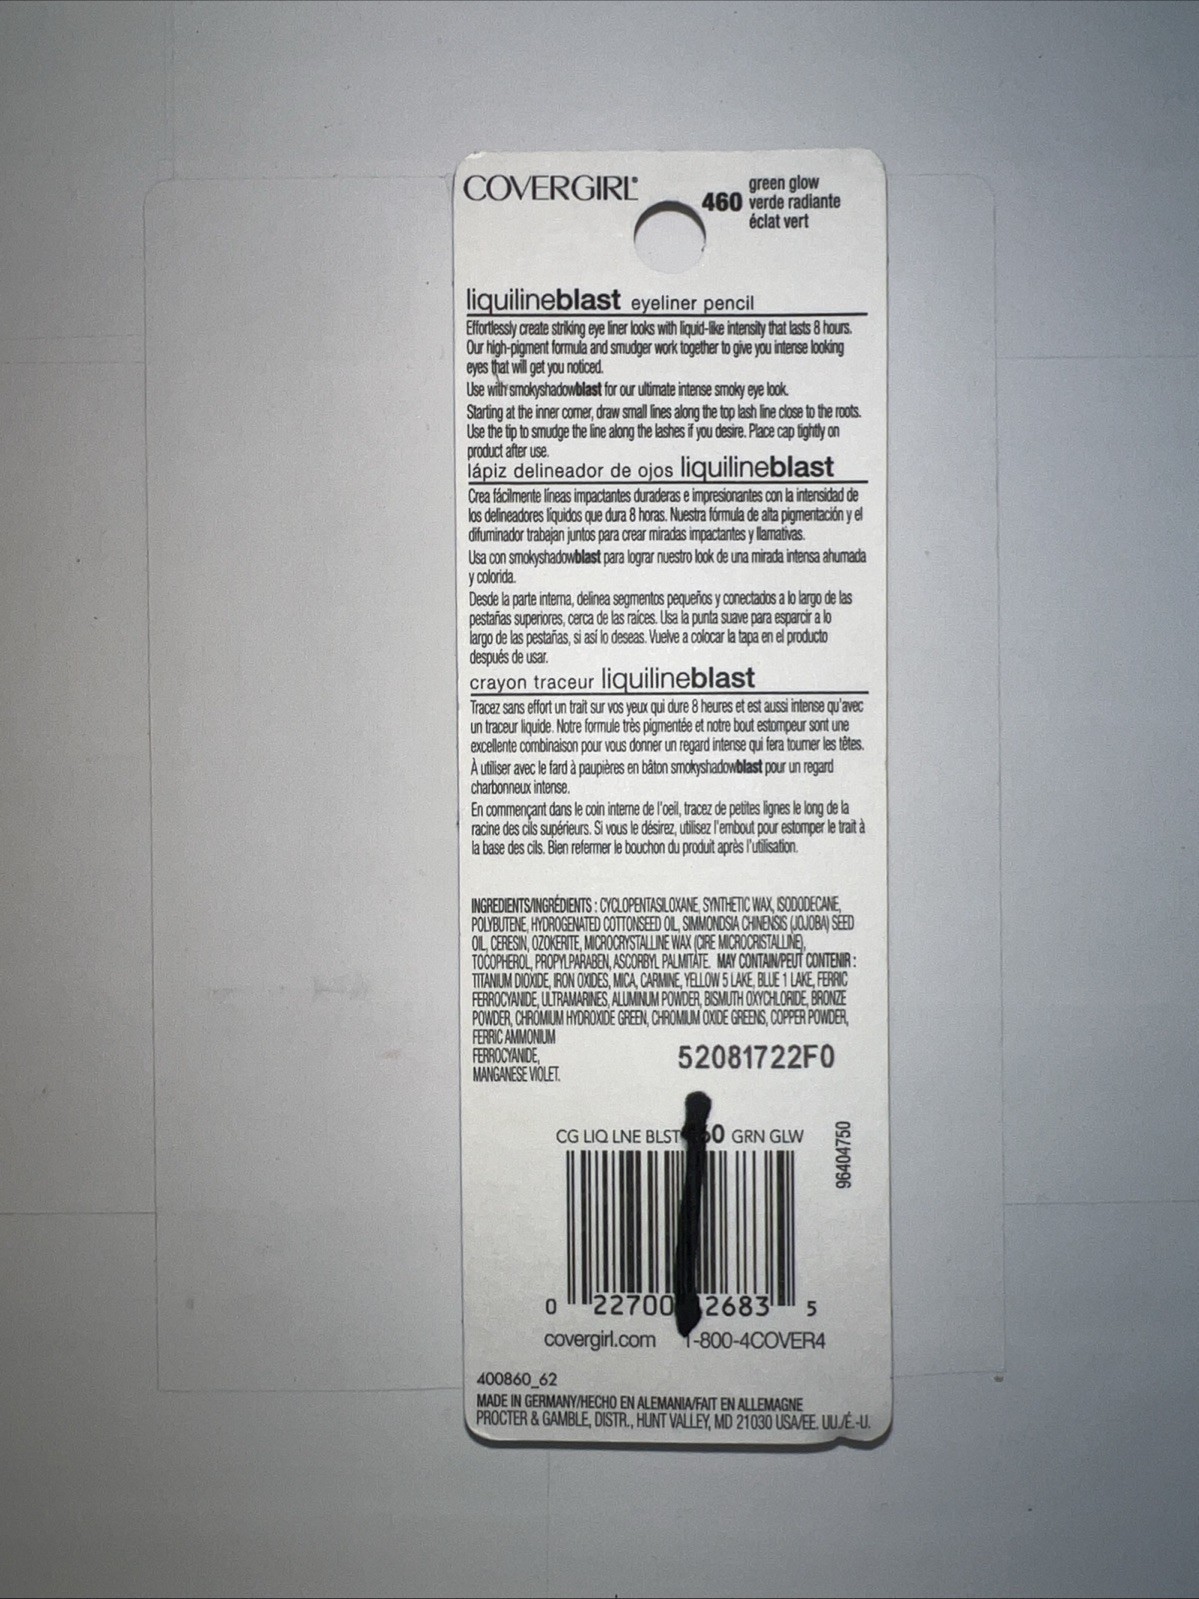 COVERGIRL®
460 green glow
verde radiante
éclat vert
liquilineblast eyeliner pencil
Effortlessly create striking eye liner looks with liquid-like intensity that lasts 8 hours.
Our high-pigment formula and smudger work together to give you intense looking
eyes that will get you noticed.
Use with smokyshadowblast for our ultimate intense smoky eye look.
Starting at the inner corner, draw small lines along the top lash line close to the roots.
Use the tip to smudge the line along the lashes if you desire. Place cap tightly on
product after use.
lápiz delineador de ojos liquilineblast
Crea fácilmente líneas impactantes duraderas e impresionantes con la intensidad de
los delineadores líquidos que dura 8 horas. Nuestra fórmula de alta pigmentación y el
difuminador trabajan juntos para crear miradas impactantes y llamativas.
Usa con smokyshadowblast para lograr nuestro look de una mirada intensa ahumada
y colorida.
Desde la parte interna, delinea segmentos pequeños y conectados a lo largo de las
pestañas superiores, cerca de las raíces. Usa la punta suave para esparcir a lo
largo de las pestañas, si así lo deseas. Vuelve a colocar la tapa en el producto
después de usar.
crayon traceur liquilineblast
Tracez sans effort un trait sur vos yeux qui dure 8 heures et est aussi intense qu'avec
un traceur liquide. Notre formule très pigmentée et notre bout estompeur sont une
excellente combinaison pour vous donner un regard intense qui fera tourner les têtes.
À utiliser avec le fard à paupières en bâton smokyshadowblast pour un regard
charbonneux intense.
En commençant dans le coin interne de l'oeil, tracez de petites lignes le long de la
racine des cils supérieurs. Si vous le désirez, utilisez l'embout pour estomper le trait à
la base des cils. Bien refermer le bouchon du produit après l'utilisation.
INGREDIENTS/INGRÉDIENTS : CYCLOPENTASILOXANE, SYNTHETIC WAX, ISODODECANE,
POLYBUTENE, HYDROGENATED COTTONSEED OIL, SIMMONDSIA CHINENSIS (JOJOBA) SEED
OIL, CERESIN, OZOKERITE, MICROCRYSTALLINE WAX (CIRE MICROCRISTALLINE),
TOCOPHEROL, PROPYLPARABEN, ASCORBYL PALMITATE. MAY CONTAIN/PEUT CONTENIR :
TITANIUM DIOXIDE, IRON OXIDES, MICA, CARMINE, YELLOW 5 LAKE, BLUE 1 LAKE, FERRIC
FERROCYANIDE, ULTRAMARINES, ALUMINUM POWDER, BISMUTH OXYCHLORIDE, BRONZE
POWDER, CHROMIUM HYDROXIDE GREEN, CHROMIUM OXIDE GREENS, COPPER POWDER,
FERRIC AMMONIUM
FERROCYANIDE,
MANGANESE VIOLET.
52081722F0
CG LIQ LNE BLST GRN GLW
96404750
0 22700 2683 5
covergirl.com 1-800-4COVER4
400860_62
MADE IN GERMANY/HECHO EN ALEMANIA/FAIT EN ALLEMAGNE
PROCTER & GAMBLE, DISTR., HUNT VALLEY, MD 21030 USA/EE. UU./É.-U.